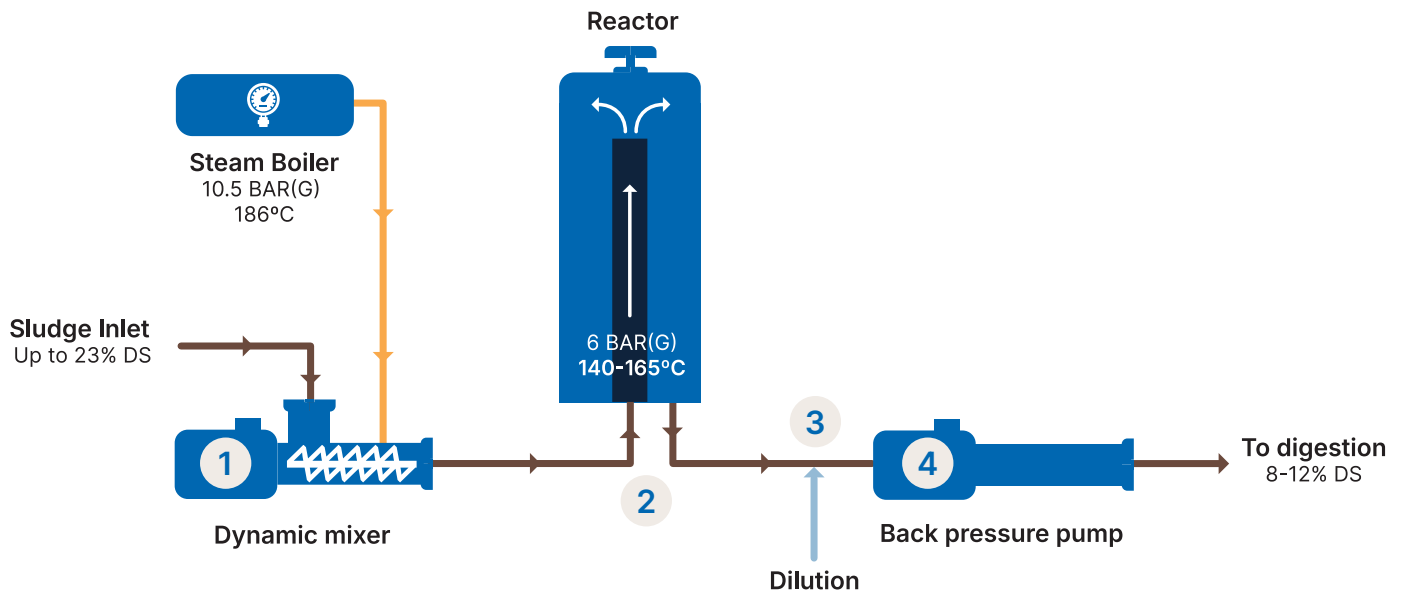 Reactor
Steam Boiler
10.5 BAR(G)
186ºC
Sludge Inlet
Up to 23% DS
6 BAR(G)
140-165ºC
1
Dynamic mixer
2
3
Dilution
4
Back pressure pump
To digestion
8-12% DS